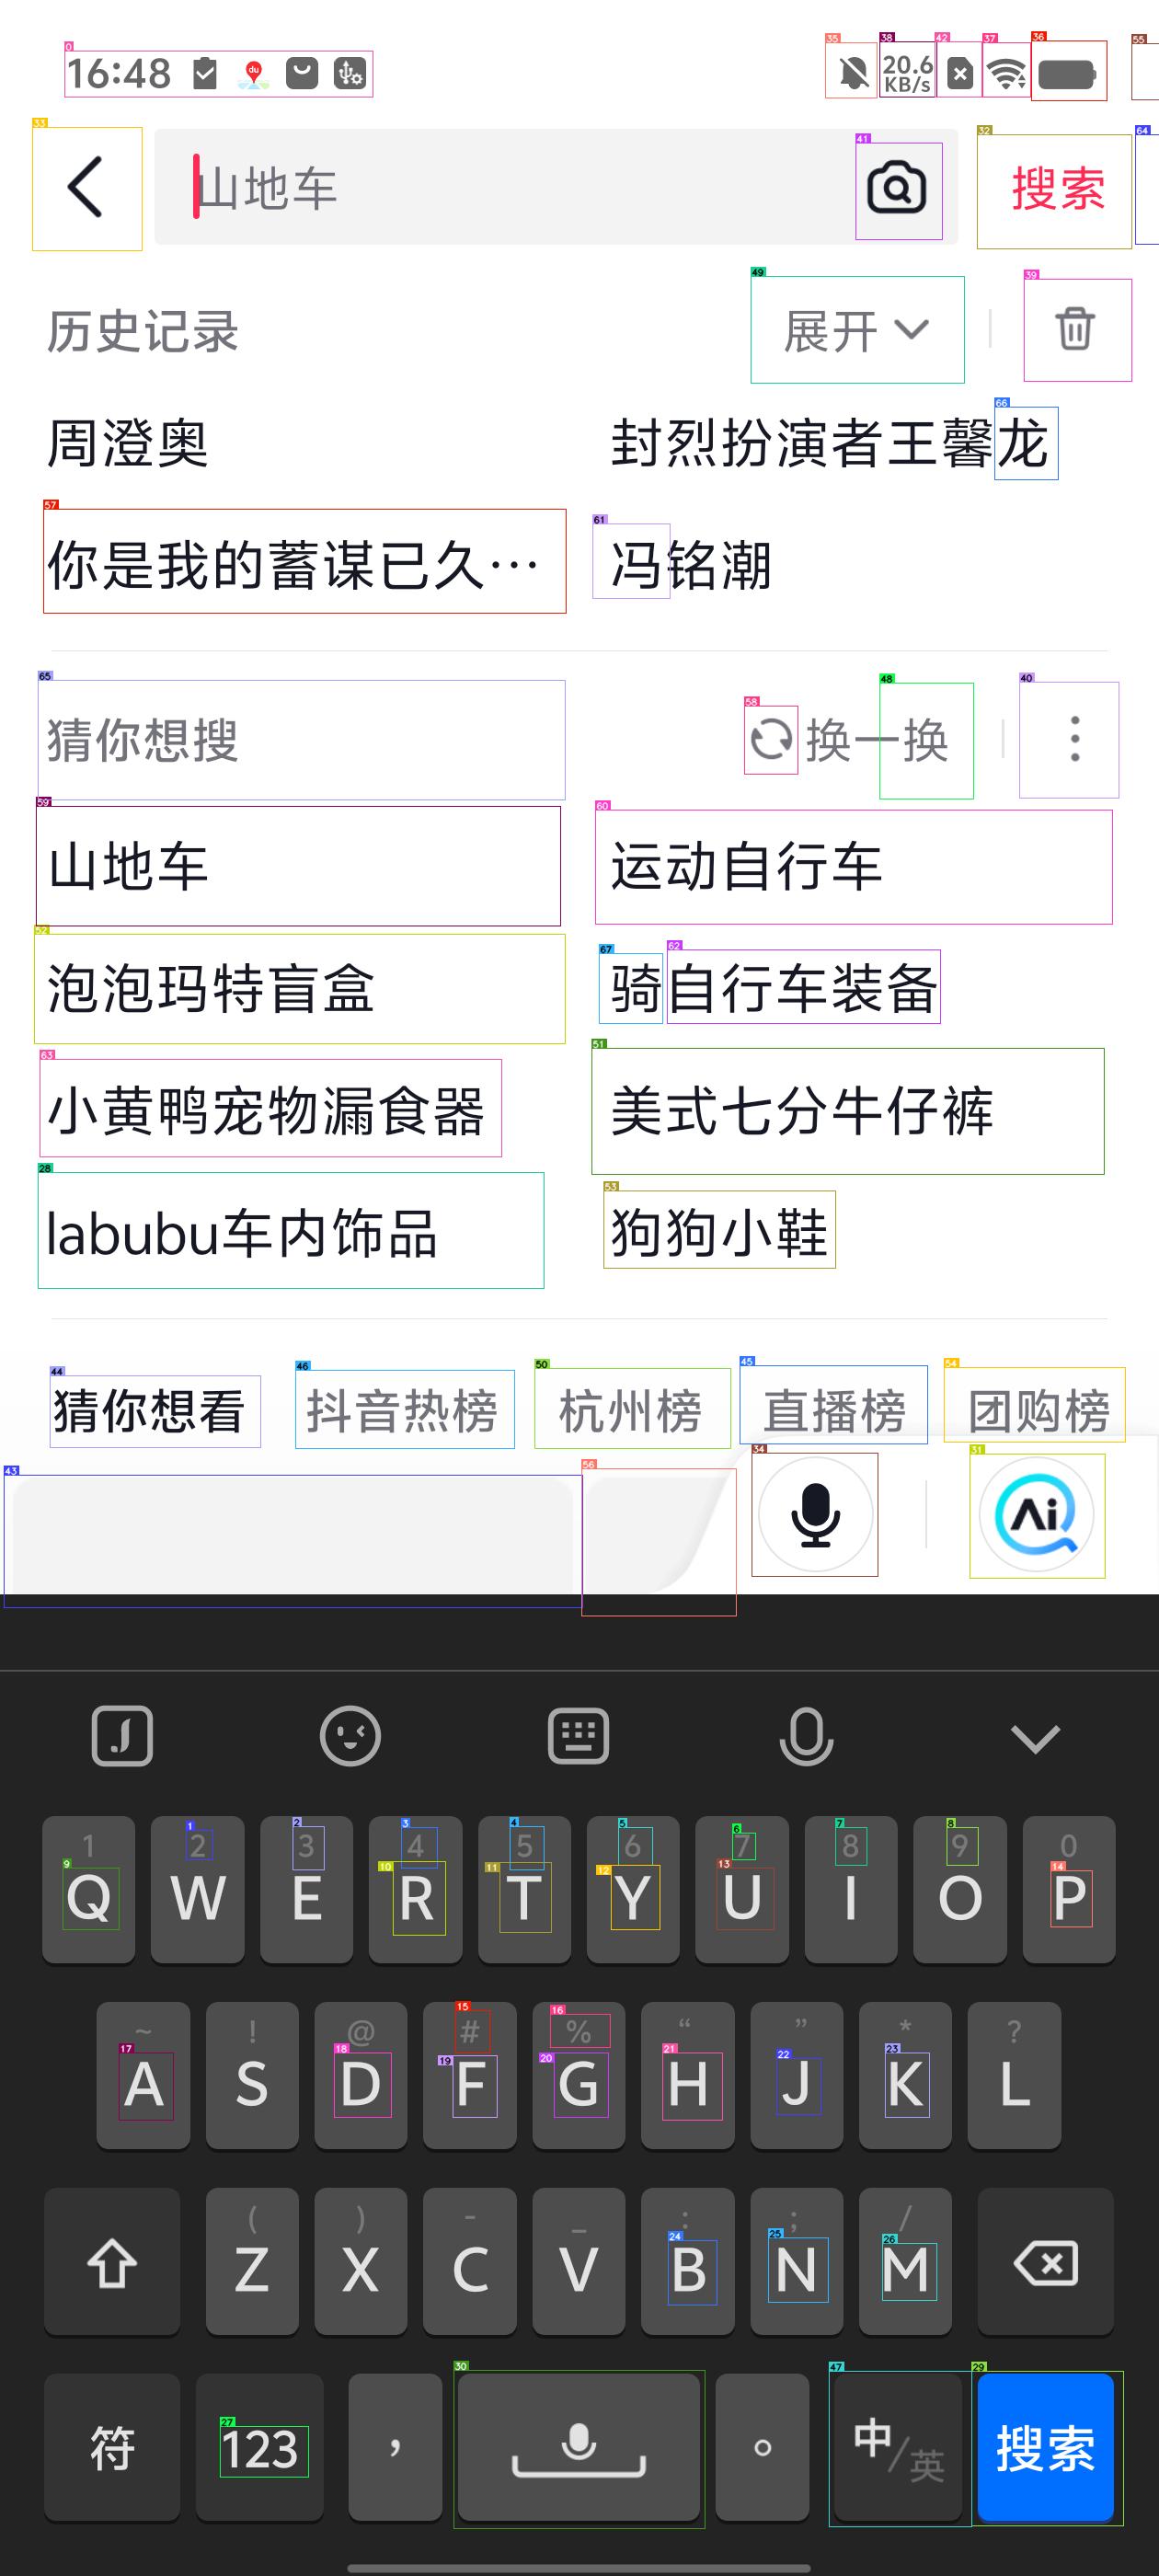 16:48 20.6 KB/s
山地车 搜索
历史记录 展开
周澄奥 封烈扮演者王馨龙
你是我的蓄谋已久… 冯铭潮
猜你想搜 换一换
山地车 运动自行车
泡泡玛特盲盒 骑自行车装备
小黄鸭宠物漏食器 美式七分牛仔裤
labubu车内饰品 狗狗小鞋
猜你想看 抖音热榜 杭州榜 直播榜 团购榜
Ai
1 2 3 4 5 6 7 8 9 0
Q W E R T Y U I O P
~ ! @ # % “ ” * ?
A S D F G H J K L
( ) - _ : ; /
Z X C V B N M
符 123 , 。 中/英 搜索